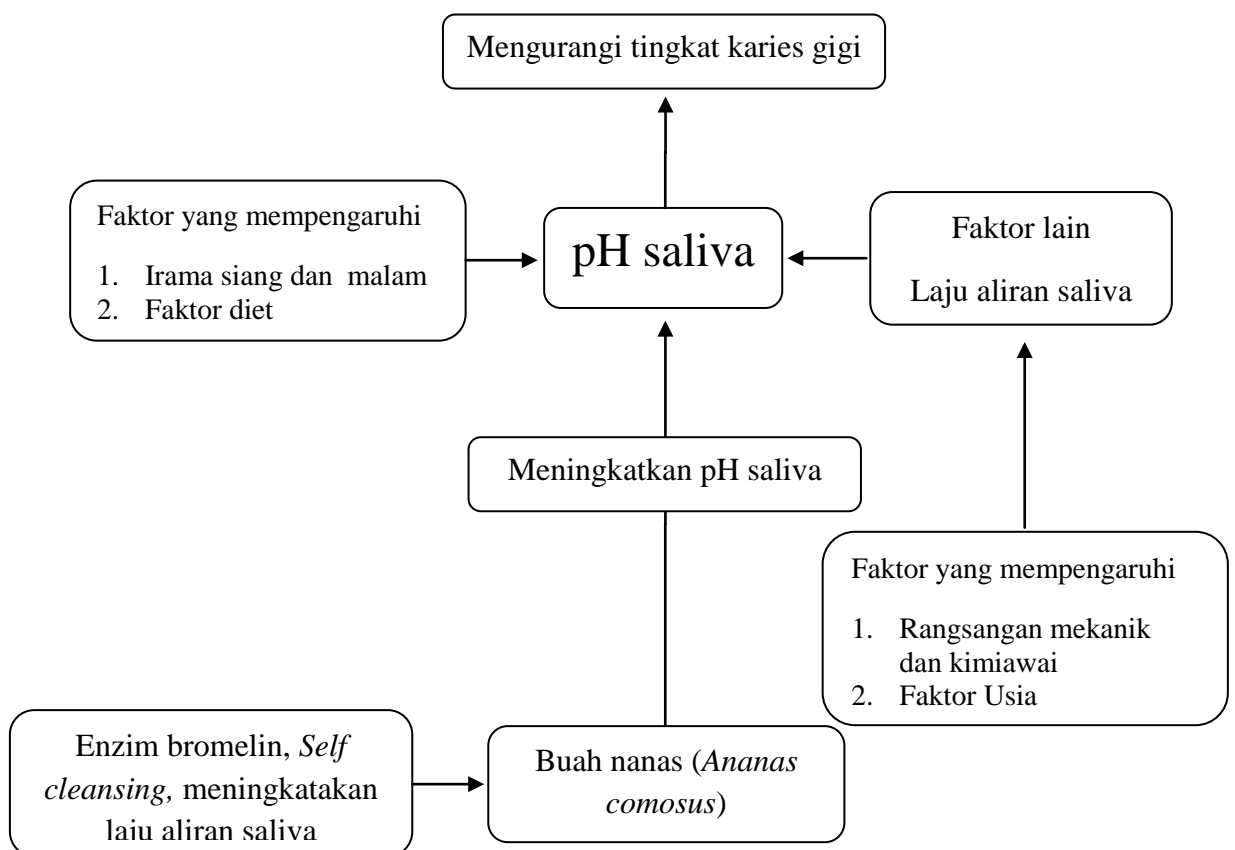 Mengurangi tingkat karies gigi
Faktor yang mempengaruhi
1. Irama siang dan malam
2. Faktor diet
pH saliva
Faktor lain
Laju aliran saliva
Meningkatkan pH saliva
Faktor yang mempengaruhi
1. Rangsangan mekanik
dan kimiawai
2. Faktor Usia
Enzim bromelin, Self
cleansing, meningkatakan
laju aliran saliva
Buah nanas (Ananas
comosus)